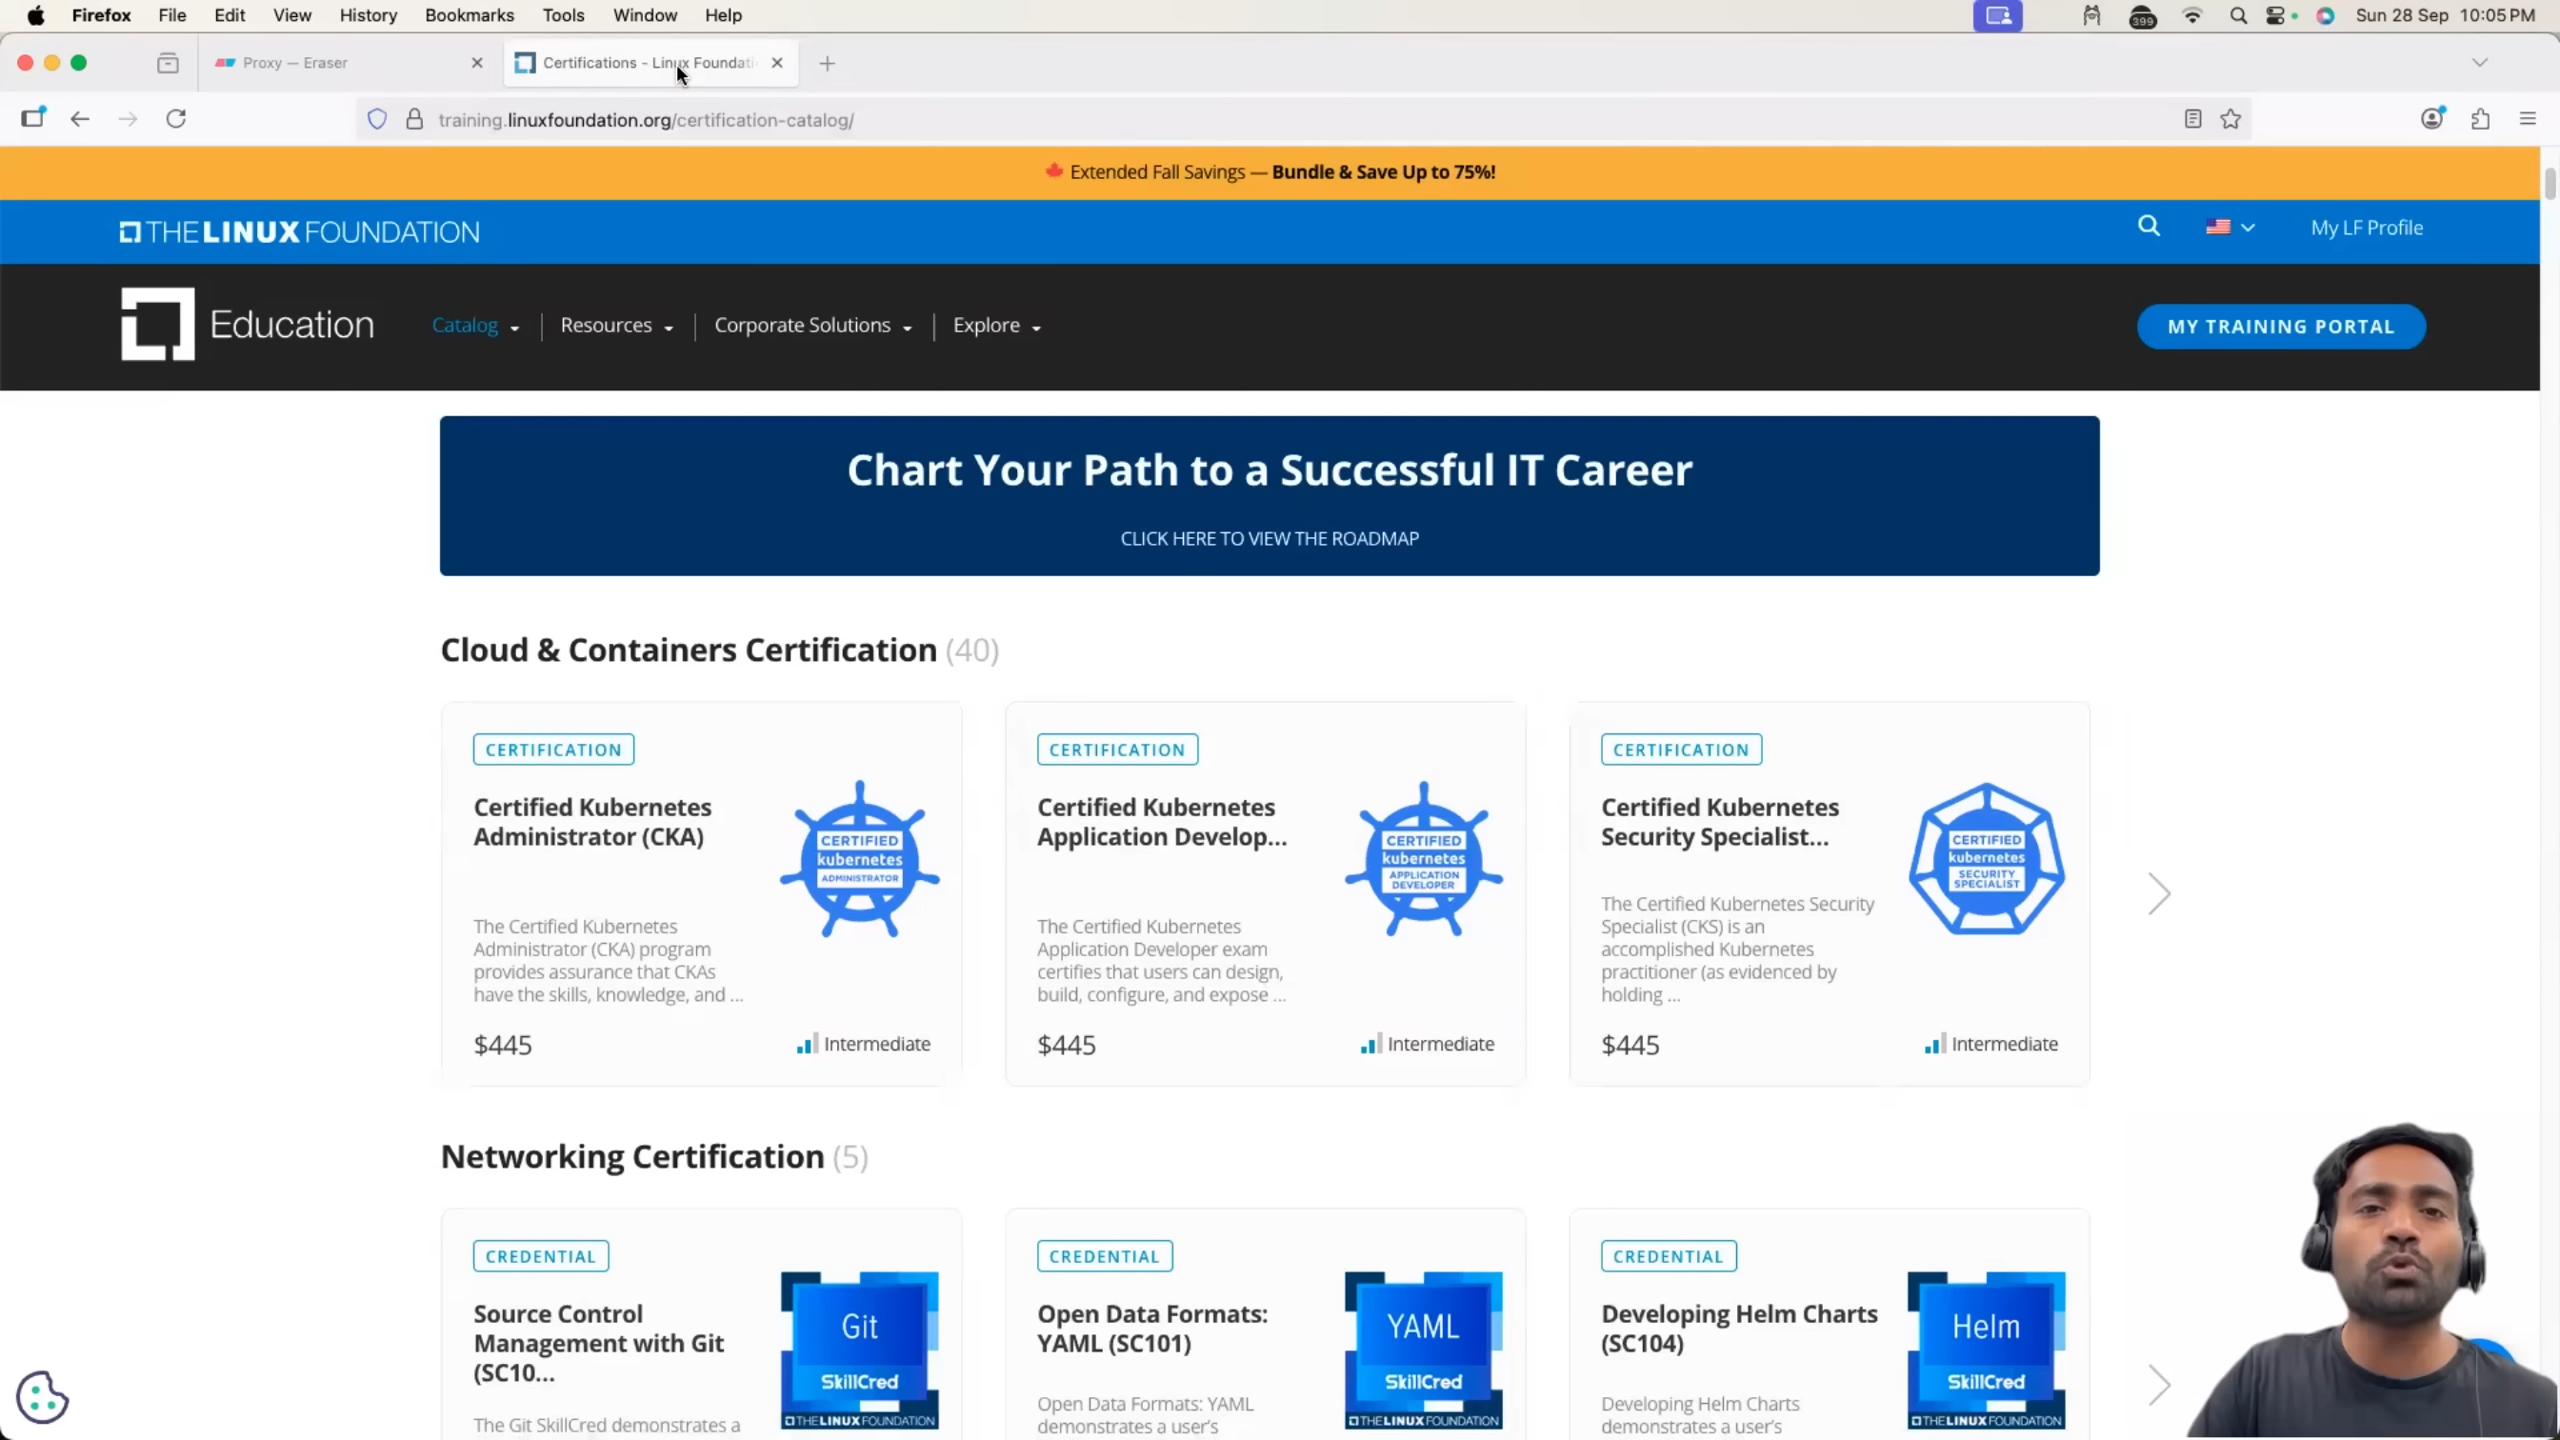 Firefox File Edit View History Bookmarks Tools Window Help
399
Sun 28 Sep 10:05 PM
Proxy — Eraser
Certifications - Linux Foundati
training.linuxfoundation.org/certification-catalog/
Extended Fall Savings — Bundle & Save Up to 75%!
THE LINUX FOUNDATION
My LF Profile
Education
Catalog
Resources
Corporate Solutions
Explore
MY TRAINING PORTAL
Chart Your Path to a Successful IT Career
CLICK HERE TO VIEW THE ROADMAP
Cloud & Containers Certification (40)
CERTIFICATION
Certified Kubernetes
Administrator (CKA)
CERTIFIED
kubernetes
ADMINISTRATOR
The Certified Kubernetes
Administrator (CKA) program
provides assurance that CKAs
have the skills, knowledge, and ...
$445
Intermediate
CERTIFICATION
Certified Kubernetes
Application Develop...
CERTIFIED
kubernetes
APPLICATION
DEVELOPER
The Certified Kubernetes
Application Developer exam
certifies that users can design,
build, configure, and expose ...
$445
Intermediate
CERTIFICATION
Certified Kubernetes
Security Specialist...
CERTIFIED
kubernetes
SECURITY
SPECIALIST
The Certified Kubernetes Security
Specialist (CKS) is an
accomplished Kubernetes
practitioner (as evidenced by
holding ...
$445
Intermediate
Networking Certification (5)
CREDENTIAL
Source Control
Management with Git
(SC10...
Git
SkillCred
THE LINUX FOUNDATION
The Git SkillCred demonstrates a
CREDENTIAL
Open Data Formats:
YAML (SC101)
YAML
SkillCred
THE LINUX FOUNDATION
Open Data Formats: YAML
demonstrates a user's
CREDENTIAL
Developing Helm Charts
(SC104)
Helm
SkillCred
THE LINUX FOUNDATION
Developing Helm Charts
demonstrates a user's